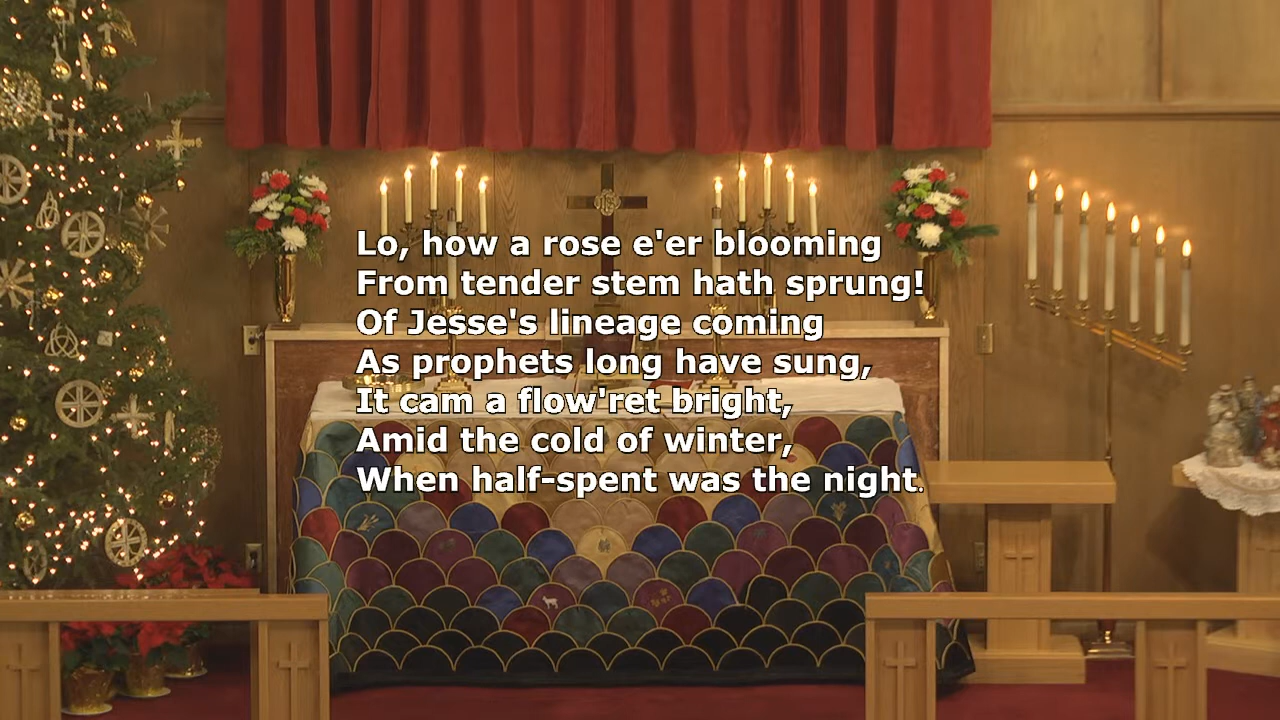 Lo, how a rose e'er blooming
From tender stem hath sprung!
Of Jesse's lineage coming
As prophets long have sung,
It cam a flow'ret bright,
Amid the cold of winter,
When half-spent was the night.